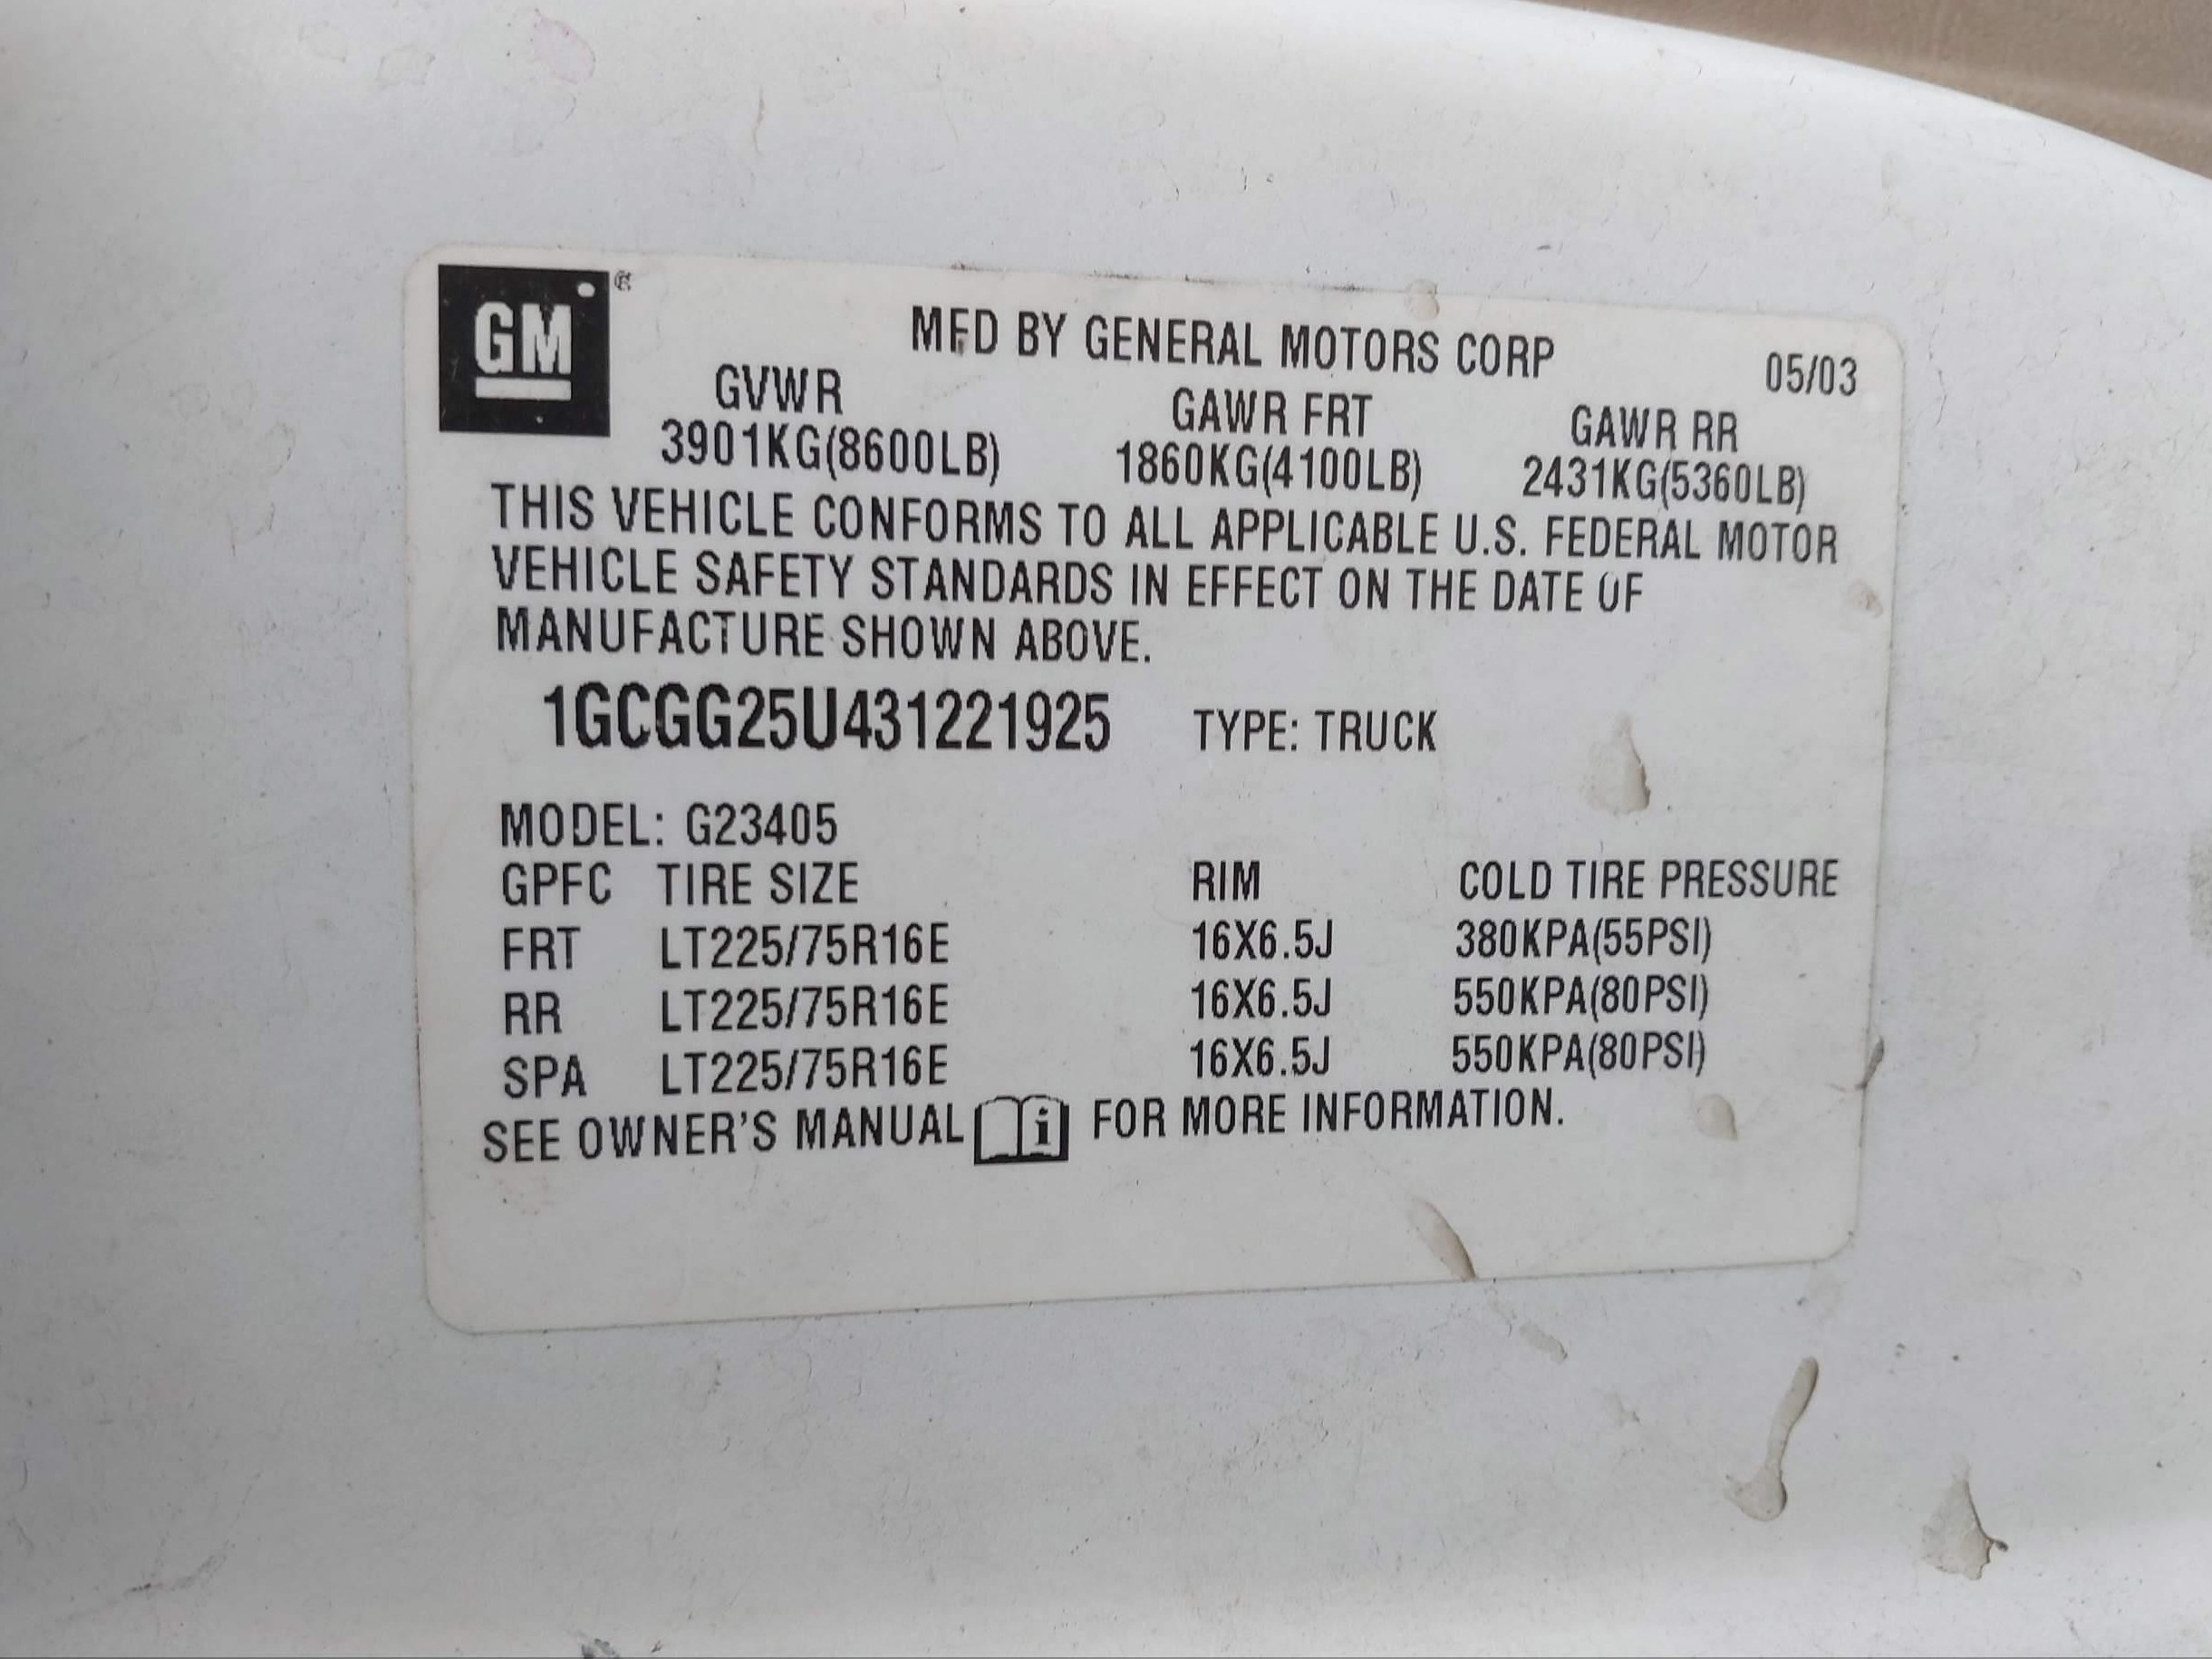 GM
MFD BY GENERAL MOTORS CORP 05/03
GVWR GAWR FRT GAWR RR
3901KG(8600LB) 1860KG(4100LB) 2431KG(5360LB)
THIS VEHICLE CONFORMS TO ALL APPLICABLE U.S. FEDERAL MOTOR
VEHICLE SAFETY STANDARDS IN EFFECT ON THE DATE OF
MANUFACTURE SHOWN ABOVE.
1GCGG25U431221925 TYPE: TRUCK
MODEL: G23405
GPFC TIRE SIZE RIM COLD TIRE PRESSURE
FRT LT225/75R16E 16X6.5J 380KPA(55PSI)
RR LT225/75R16E 16X6.5J 550KPA(80PSI)
SPA LT225/75R16E 16X6.5J 550KPA(80PSI)
SEE OWNER'S MANUAL i FOR MORE INFORMATION.